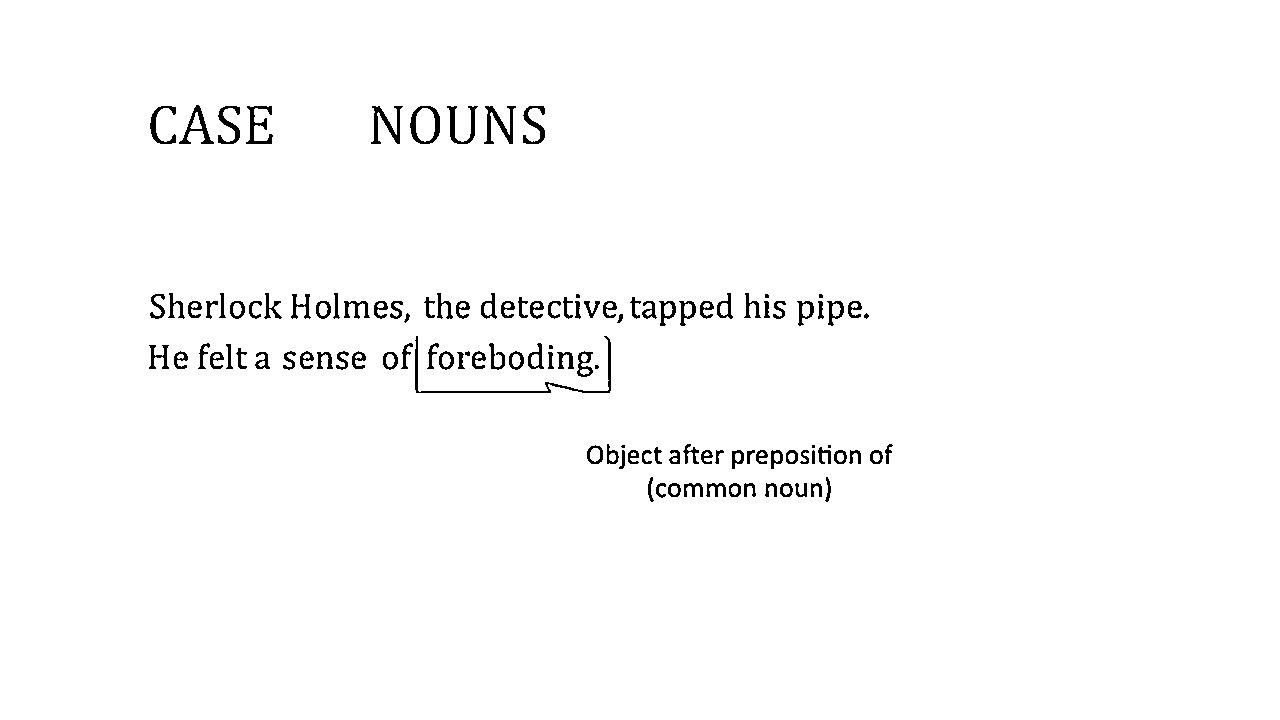 CASE NOUNS
Sherlock Holmes, the detective, tapped his pipe.
He felt a sense of foreboding.
Object after preposition of
(common noun)